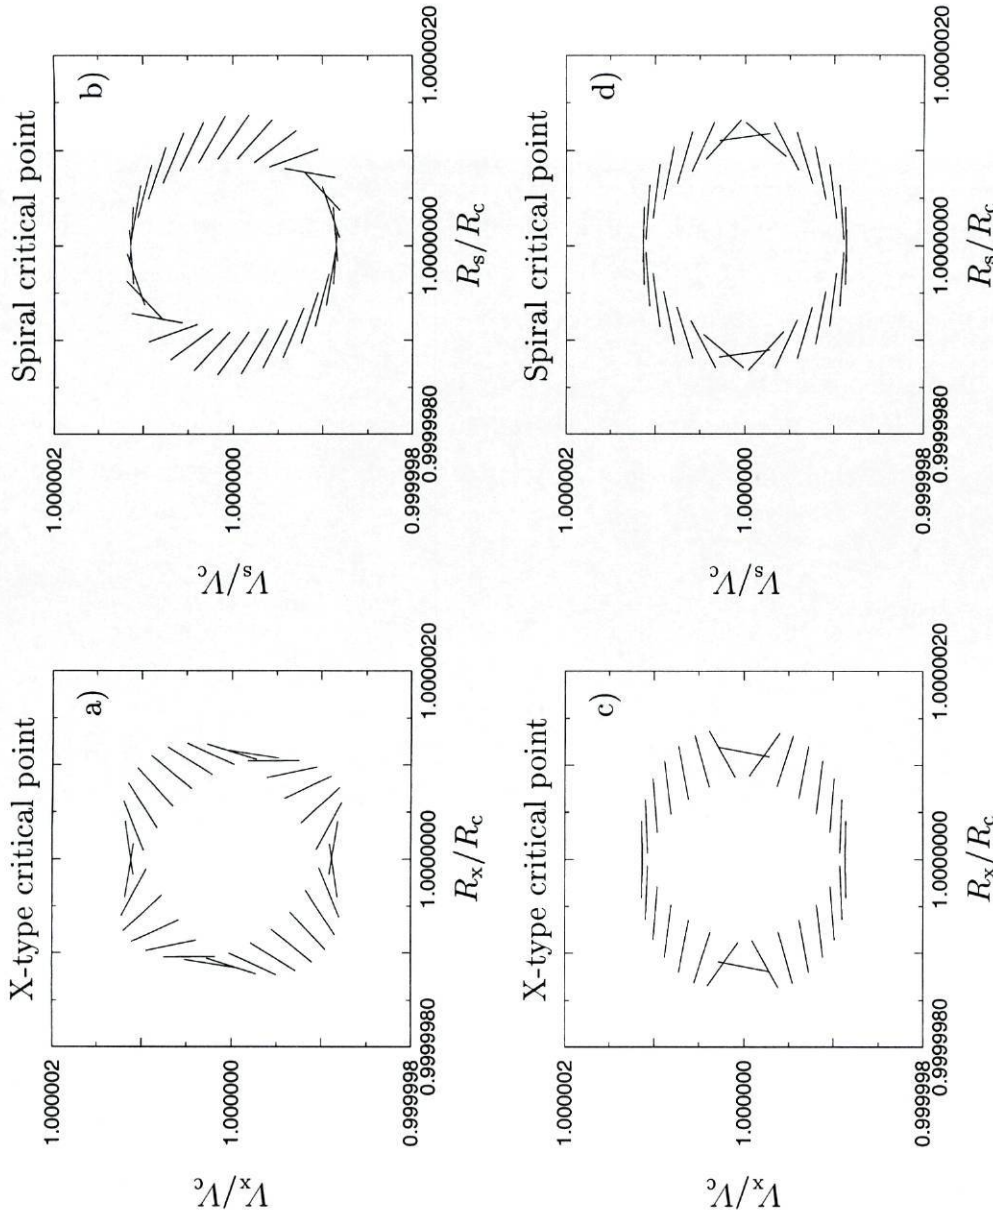 X-type critical point
a)
1.000002
1.000000
0.999998
V_x/V_c
0.9999980
1.0000000
1.0000020
R_x/R_c
Spiral critical point
b)
1.000002
1.000000
0.999998
V_s/V_c
0.9999980
1.0000000
1.0000020
R_s/R_c
X-type critical point
c)
1.000002
1.000000
0.999998
V_x/V_c
0.9999980
1.0000000
1.0000020
R_x/R_c
Spiral critical point
d)
1.000002
1.000000
0.999998
V_s/V_c
0.9999980
1.0000000
1.0000020
R_s/R_c